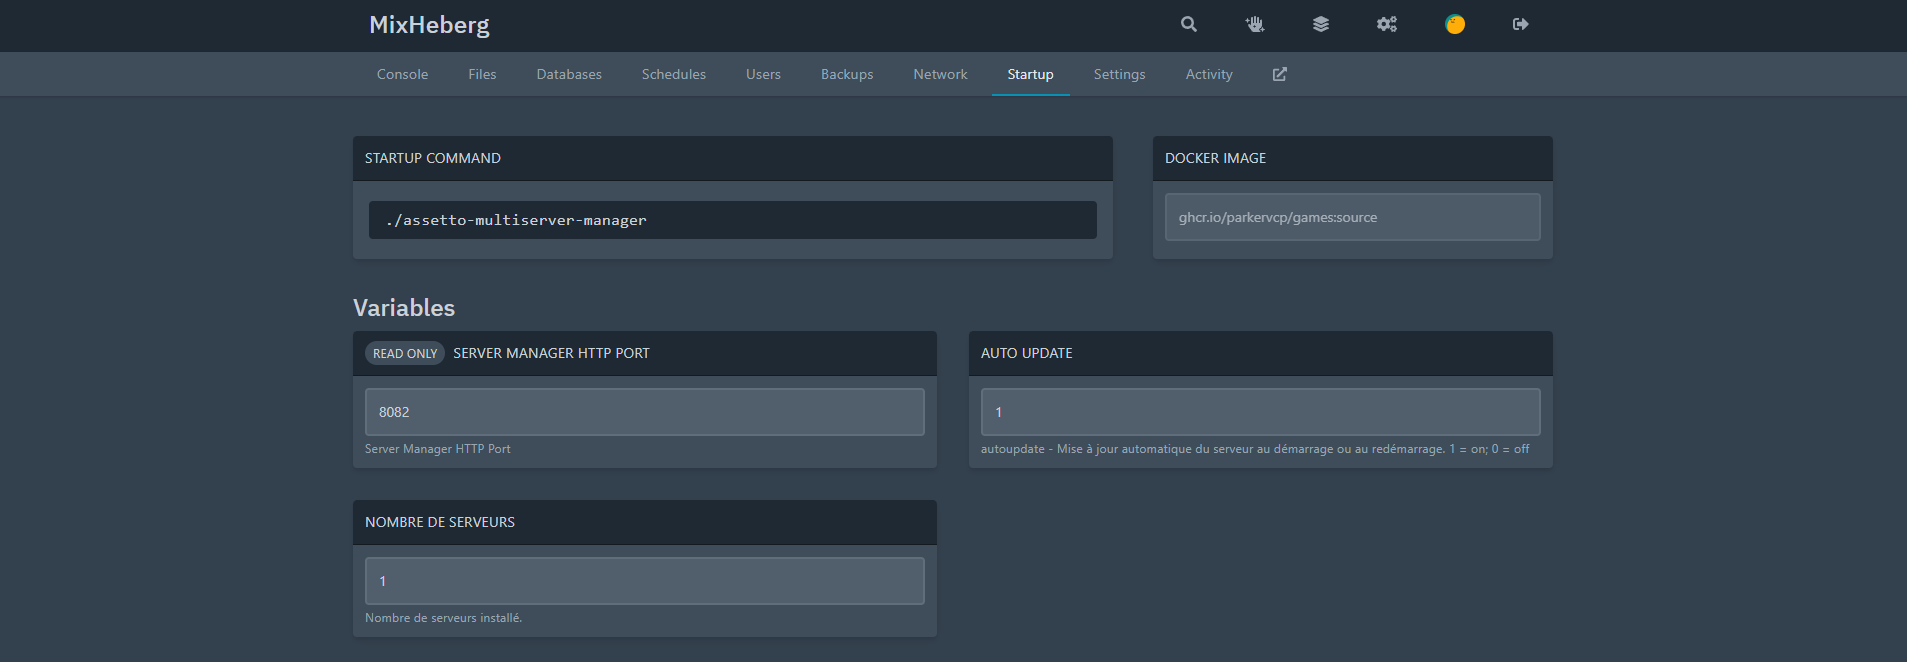 MixHeberg
Console Files Databases Schedules Users Backups Network Startup Settings Activity
STARTUP COMMAND
./assetto-multiserver-manager
DOCKER IMAGE
ghcr.io/parkervcp/games:source
Variables
READ ONLY SERVER MANAGER HTTP PORT
8082
Server Manager HTTP Port
AUTO UPDATE
1
autoupdate - Mise à jour automatique du serveur au démarrage ou au redémarrage. 1 = on; 0 = off
NOMBRE DE SERVEURS
1
Nombre de serveurs installé.